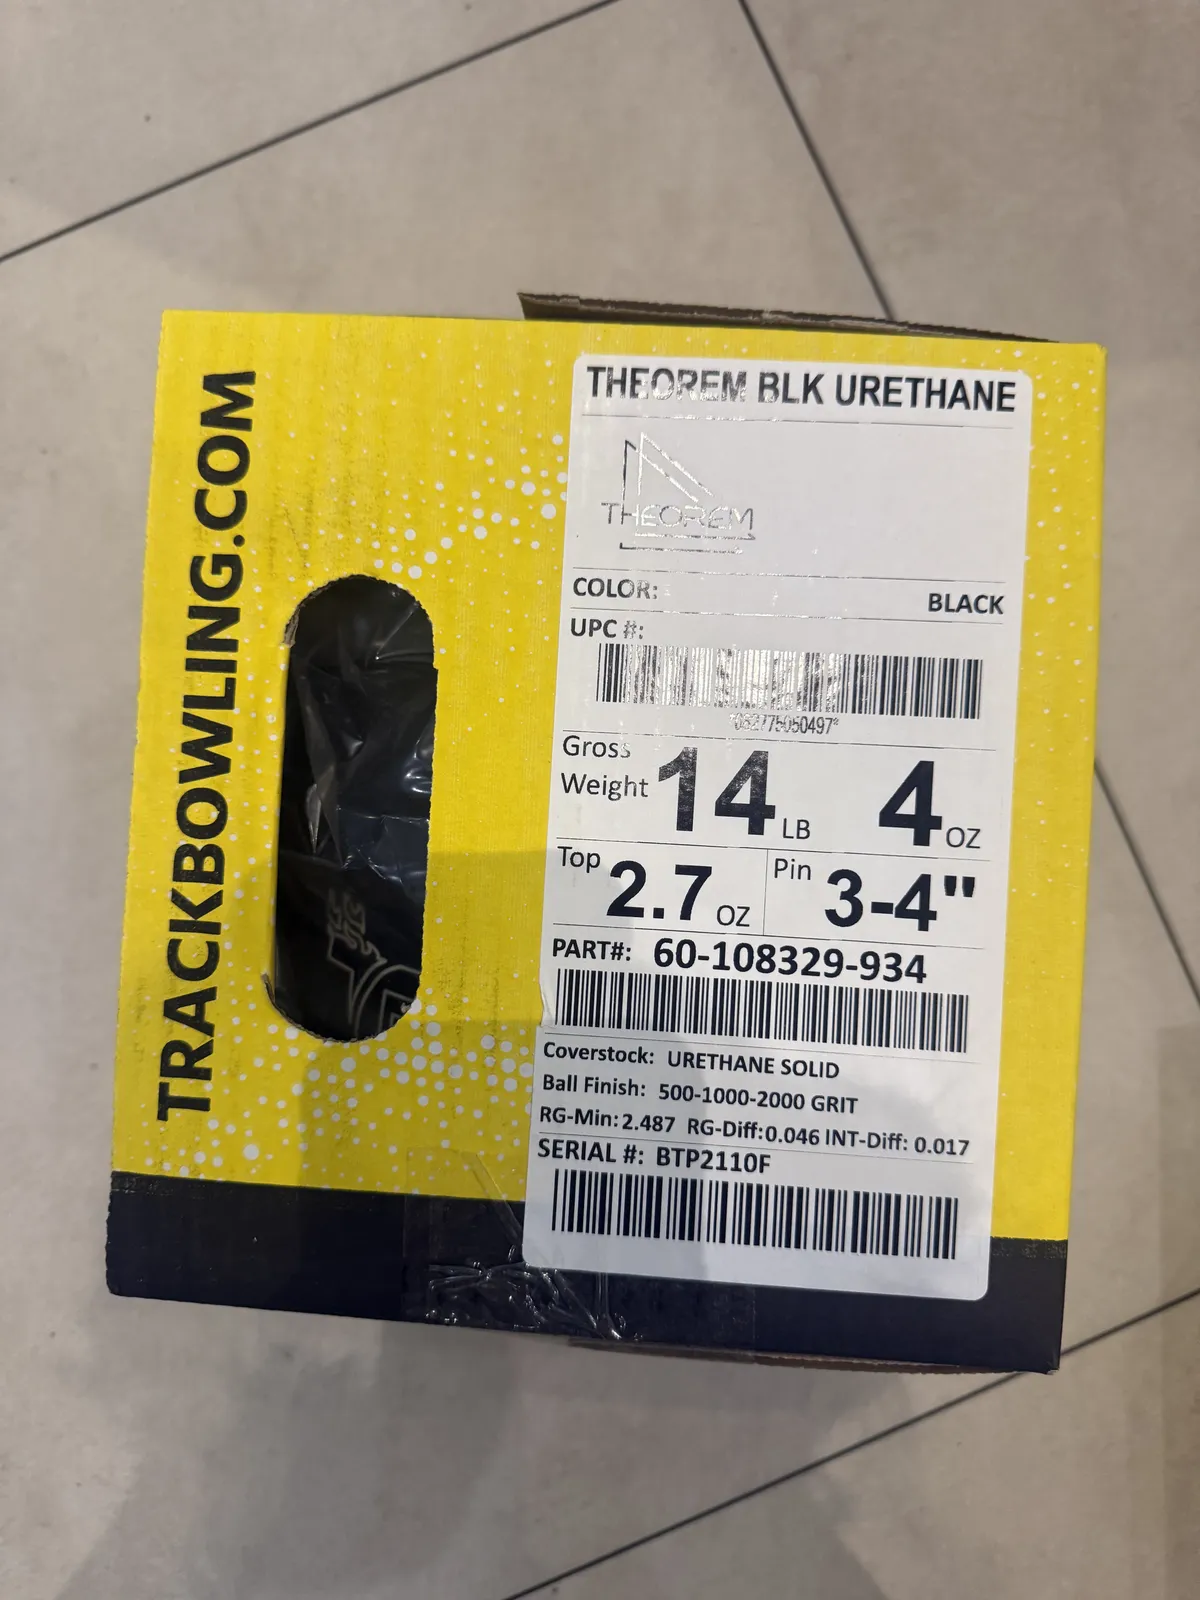 TRACKBOWLING.COM
THEOREM BLK URETHANE
THEOREM
COLOR: BLACK
UPC #:
*082775050497*
Gross Weight 14 LB 4 OZ
Top 2.7 OZ Pin 3-4"
PART#: 60-108329-934
Coverstock: URETHANE SOLID
Ball Finish: 500-1000-2000 GRIT
RG-Min: 2.487 RG-Diff: 0.046 INT-Diff: 0.017
SERIAL #: BTP2110F